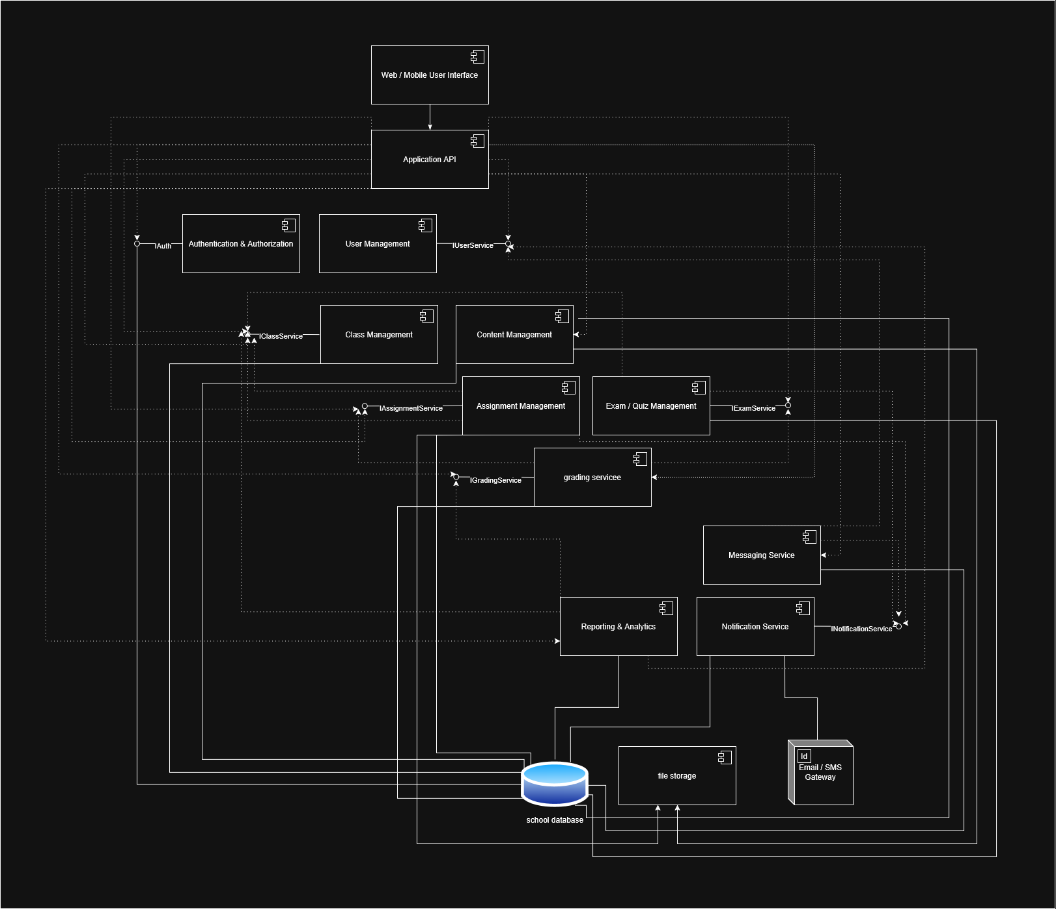 Web / Mobile User Interface
Application API
Authentication & Authorization
User Management
IAuth
IUserService
Class Management
Content Management
IClassService
Assignment Management
Exam / Quiz Management
IAssignmentService
IExamService
grading servicee
IGradingService
Messaging Service
Reporting & Analytics
Notification Service
INotificationService
Id
Email / SMS
Gateway
file storage
school database